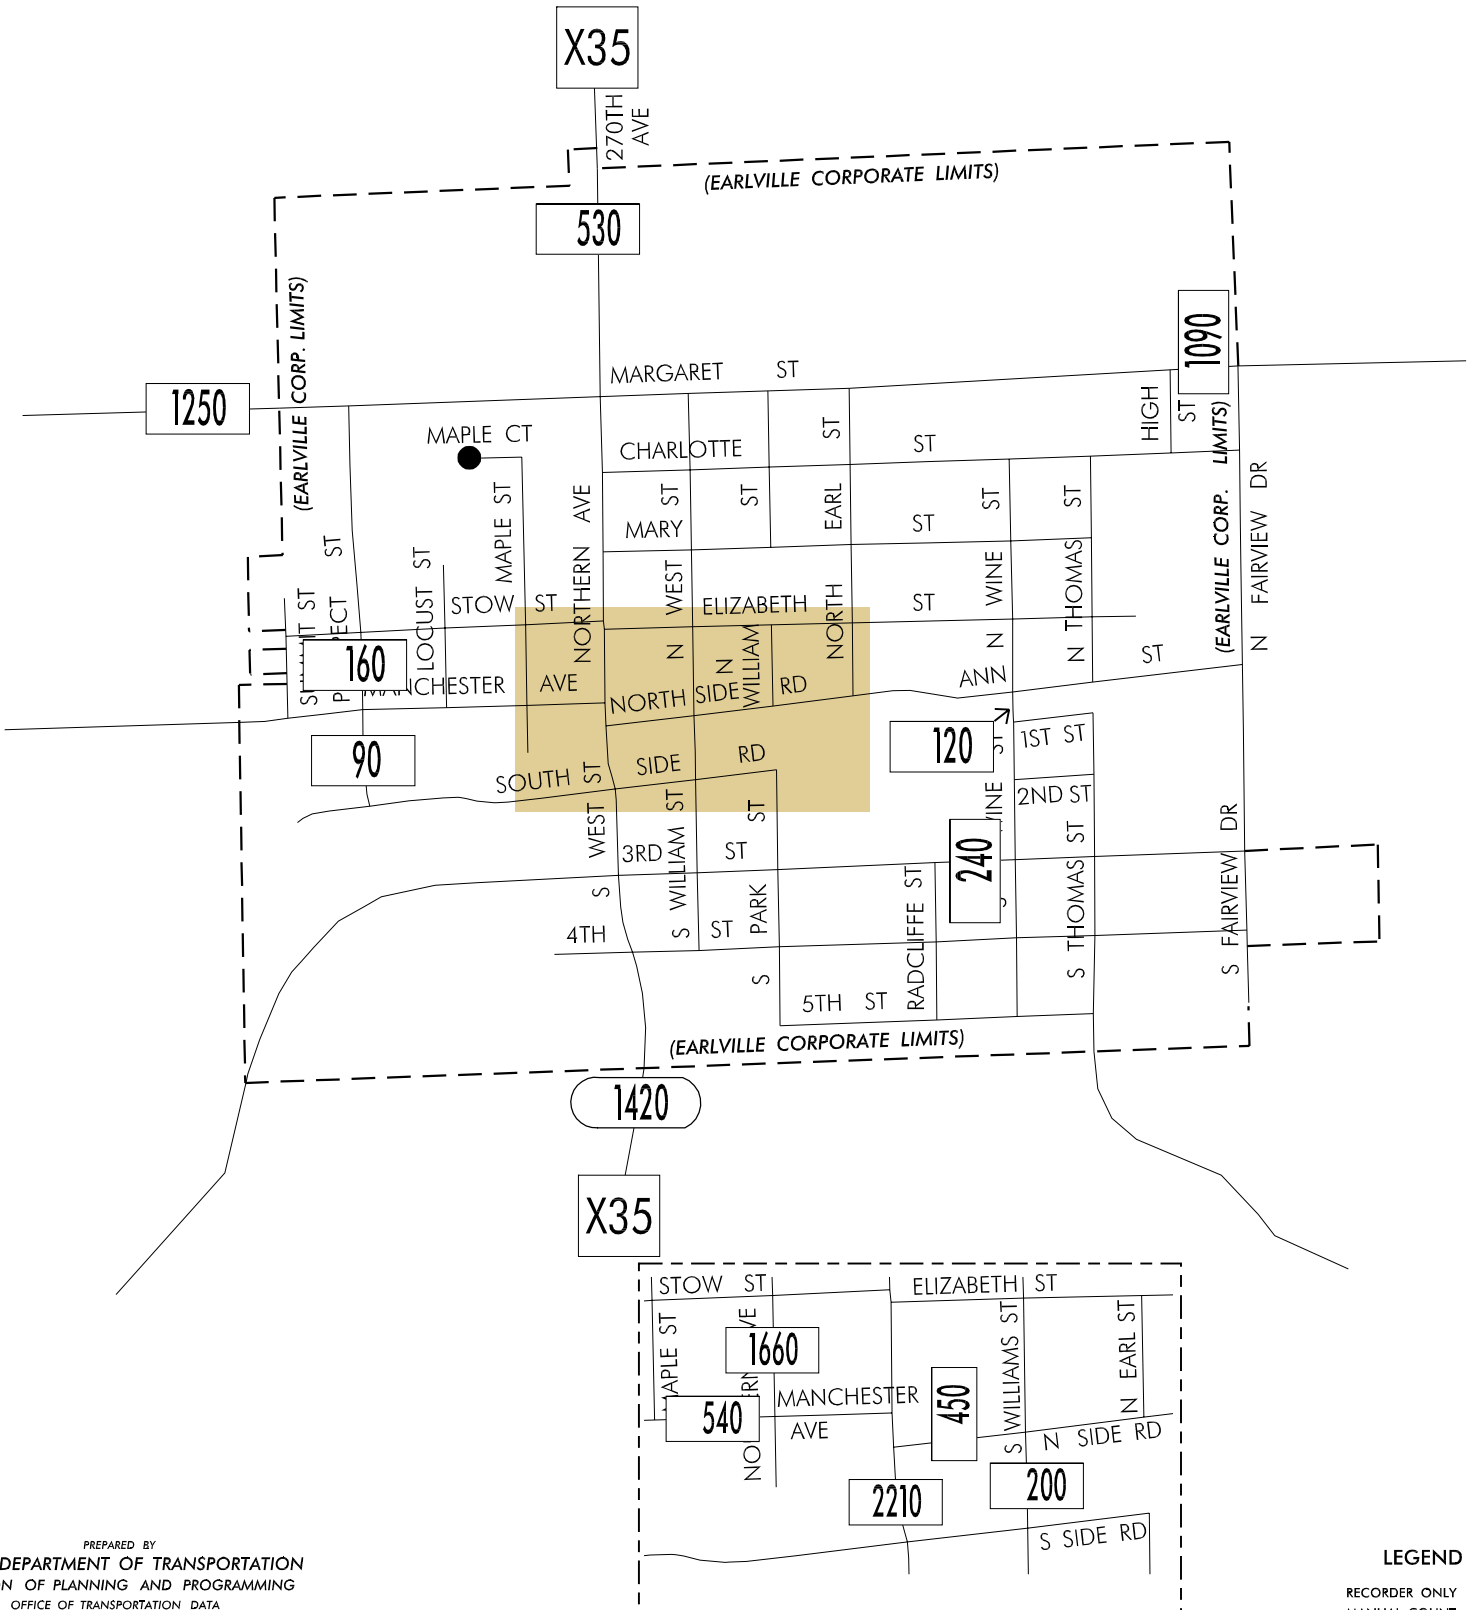 X35
270TH
AVE
(EARLVILLE CORPORATE LIMITS)
530
(EARLVILLE CORP. LIMITS)
1090
MARGARET ST
1250
MAPLE CT
CHARLOTTE ST
HIGH ST
(EARLVILLE CORP. LIMITS)
N FAIRVIEW DR
MAPLE ST
NORTHERN AVE
MARY ST
N WEST ST
N WILLIAM ST
NORTH EARL ST
N WINE ST
N THOMAS ST
ST
LOCUST ST
STOW ST
ELIZABETH ST
160
MANCHESTER AVE
NORTH SIDE RD
ANN ST
90
120
1ST ST
SOUTH SIDE RD
2ND ST
S WEST ST
3RD ST
S WILLIAM ST
S PARK ST
240
RADCLIFFE ST
S THOMAS ST
S FAIRVIEW DR
4TH ST
5TH ST
(EARLVILLE CORPORATE LIMITS)
1420
X35
STOW ST
ELIZABETH ST
MAPLE ST
1660
MANCHESTER
AVE
540
450
S WILLIAMS ST
N EARL ST
N SIDE RD
2210
200
S SIDE RD
PREPARED BY
DEPARTMENT OF TRANSPORTATION
OF PLANNING AND PROGRAMMING
OFFICE OF TRANSPORTATION DATA
LEGEND
RECORDER ONLY